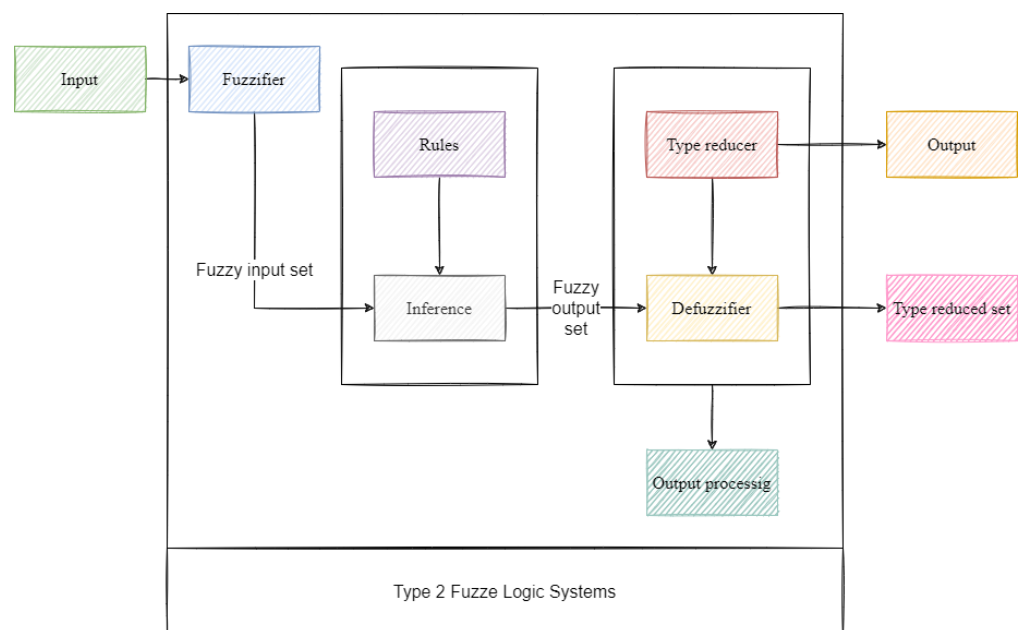 Input
Fuzzifier
Rules
Type reducer
Output
Fuzzy input set
Inference
Fuzzy
output
set
Defuzzifier
Type reduced set
Output processig
Type 2 Fuzze Logic Systems